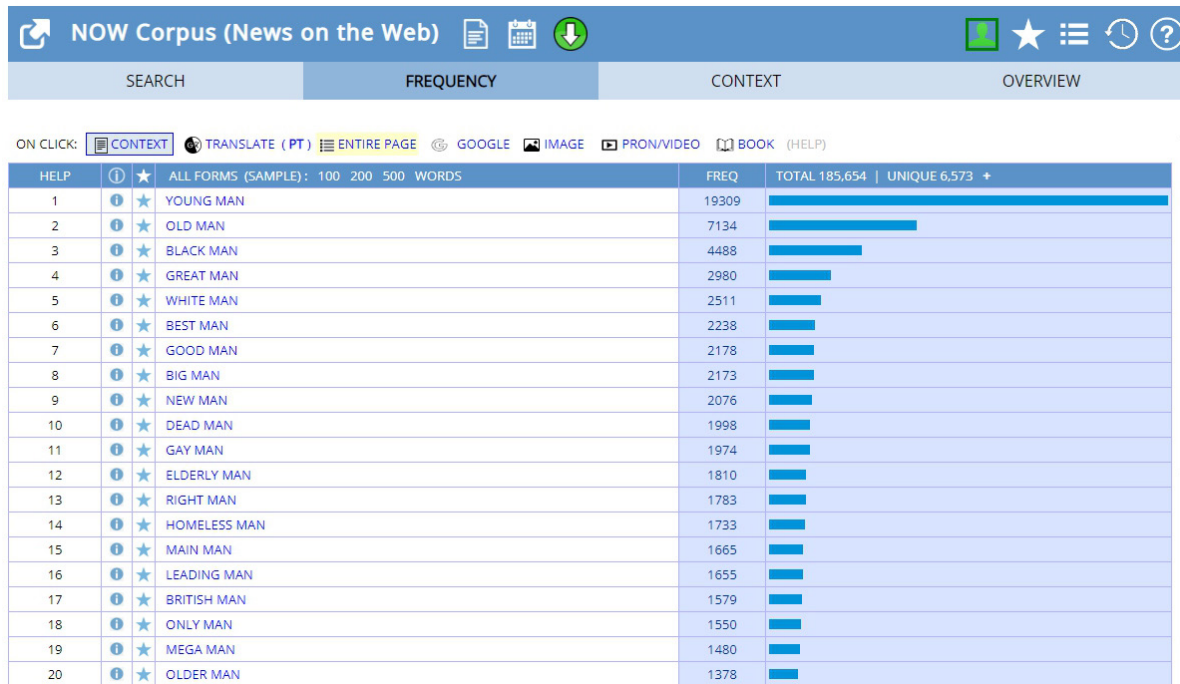 NOW Corpus (News on the Web)
SEARCH FREQUENCY CONTEXT OVERVIEW
ON CLICK: CONTEXT TRANSLATE (PT) ENTIRE PAGE G GOOGLE IMAGE PRON/VIDEO BOOK (HELP)
HELP ALL FORMS (SAMPLE): 100 200 500 WORDS FREQ TOTAL 185,654 | UNIQUE 6,573 +
1 YOUNG MAN 19309
2 OLD MAN 7134
3 BLACK MAN 4488
4 GREAT MAN 2980
5 WHITE MAN 2511
6 BEST MAN 2238
7 GOOD MAN 2178
8 BIG MAN 2173
9 NEW MAN 2076
10 DEAD MAN 1998
11 GAY MAN 1974
12 ELDERLY MAN 1810
13 RIGHT MAN 1783
14 HOMELESS MAN 1733
15 MAIN MAN 1665
16 LEADING MAN 1655
17 BRITISH MAN 1579
18 ONLY MAN 1550
19 MEGA MAN 1480
20 OLDER MAN 1378